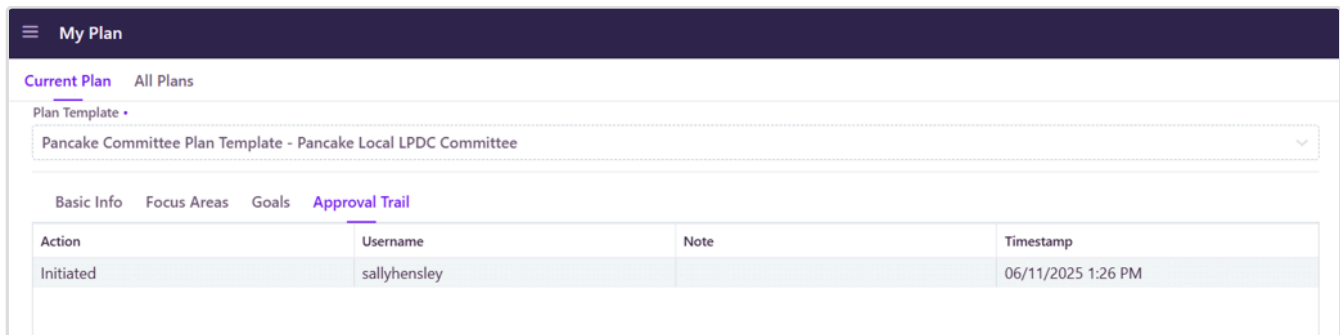 My Plan
Current Plan All Plans
Plan Template •
Pancake Committee Plan Template - Pancake Local LPDC Committee
Basic Info Focus Areas Goals Approval Trail
Action Username Note Timestamp
Initiated sallyhensley 06/11/2025 1:26 PM